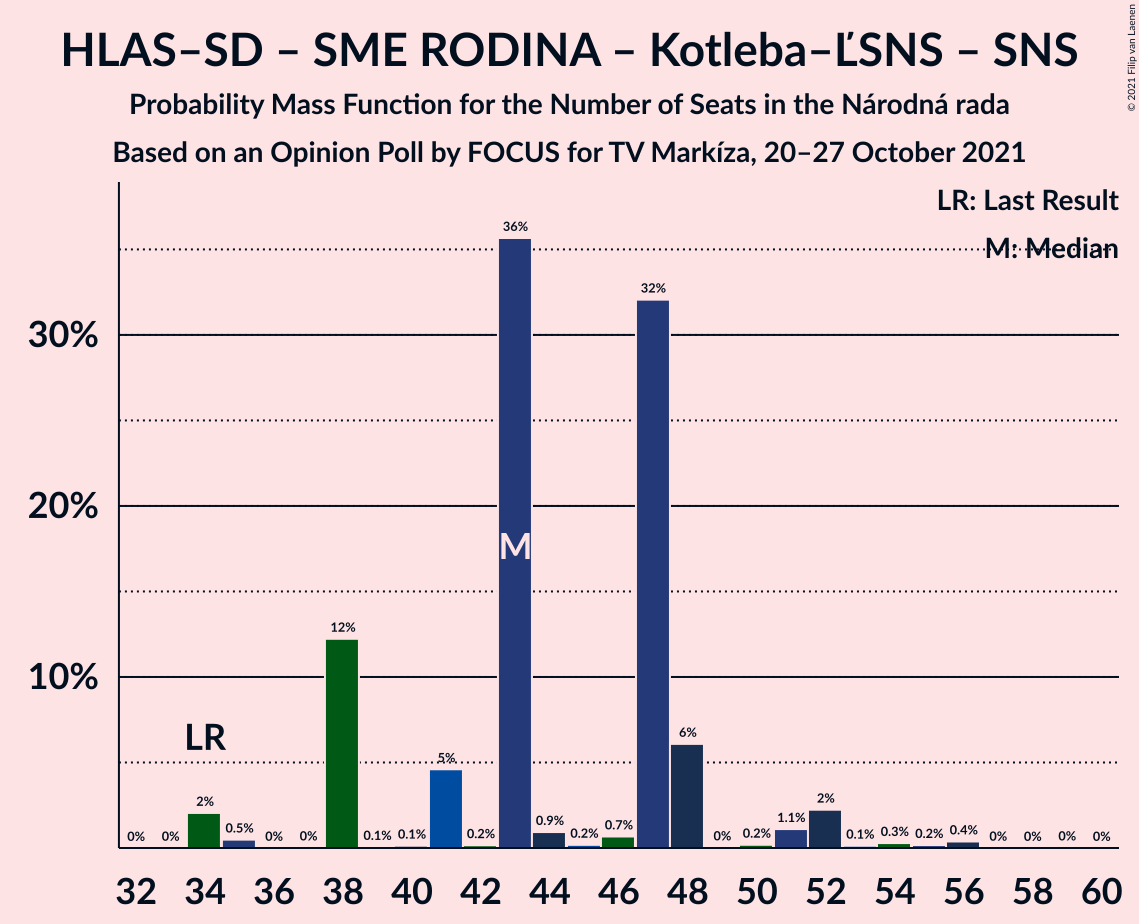 HLAS–SD – SME RODINA – Kotleba–ĽSNS – SNS
Probability Mass Function for the Number of Seats in the Národná rada
Based on an Opinion Poll by FOCUS for TV Markíza, 20–27 October 2021
© 2021 Filip van Laenen
LR: Last Result
M: Median
36%
32%
30%
20%
M
12%
10%
LR
6%
5%
2% 2%
0% 0% 0.5% 0% 0% 0.1% 0.1% 0.2% 0.9% 0.2% 0.7% 0% 0.2% 1.1% 0.1% 0.3% 0.2% 0.4% 0% 0% 0% 0%
32 34 36 38 40 42 44 46 48 50 52 54 56 58 60